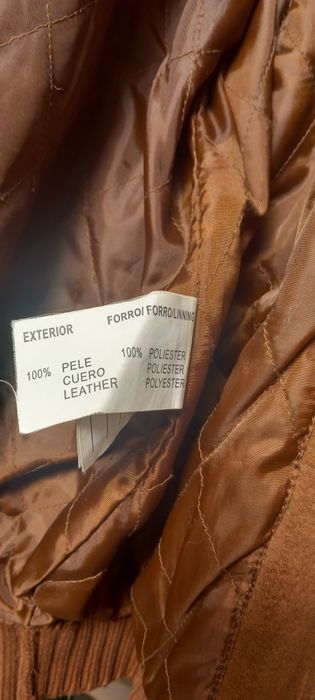 EXTERIOR FORRO/FORRO/LINNING
100% PELE 100% POLIESTER
CUERO POLIESTER
LEATHER POLYESTER